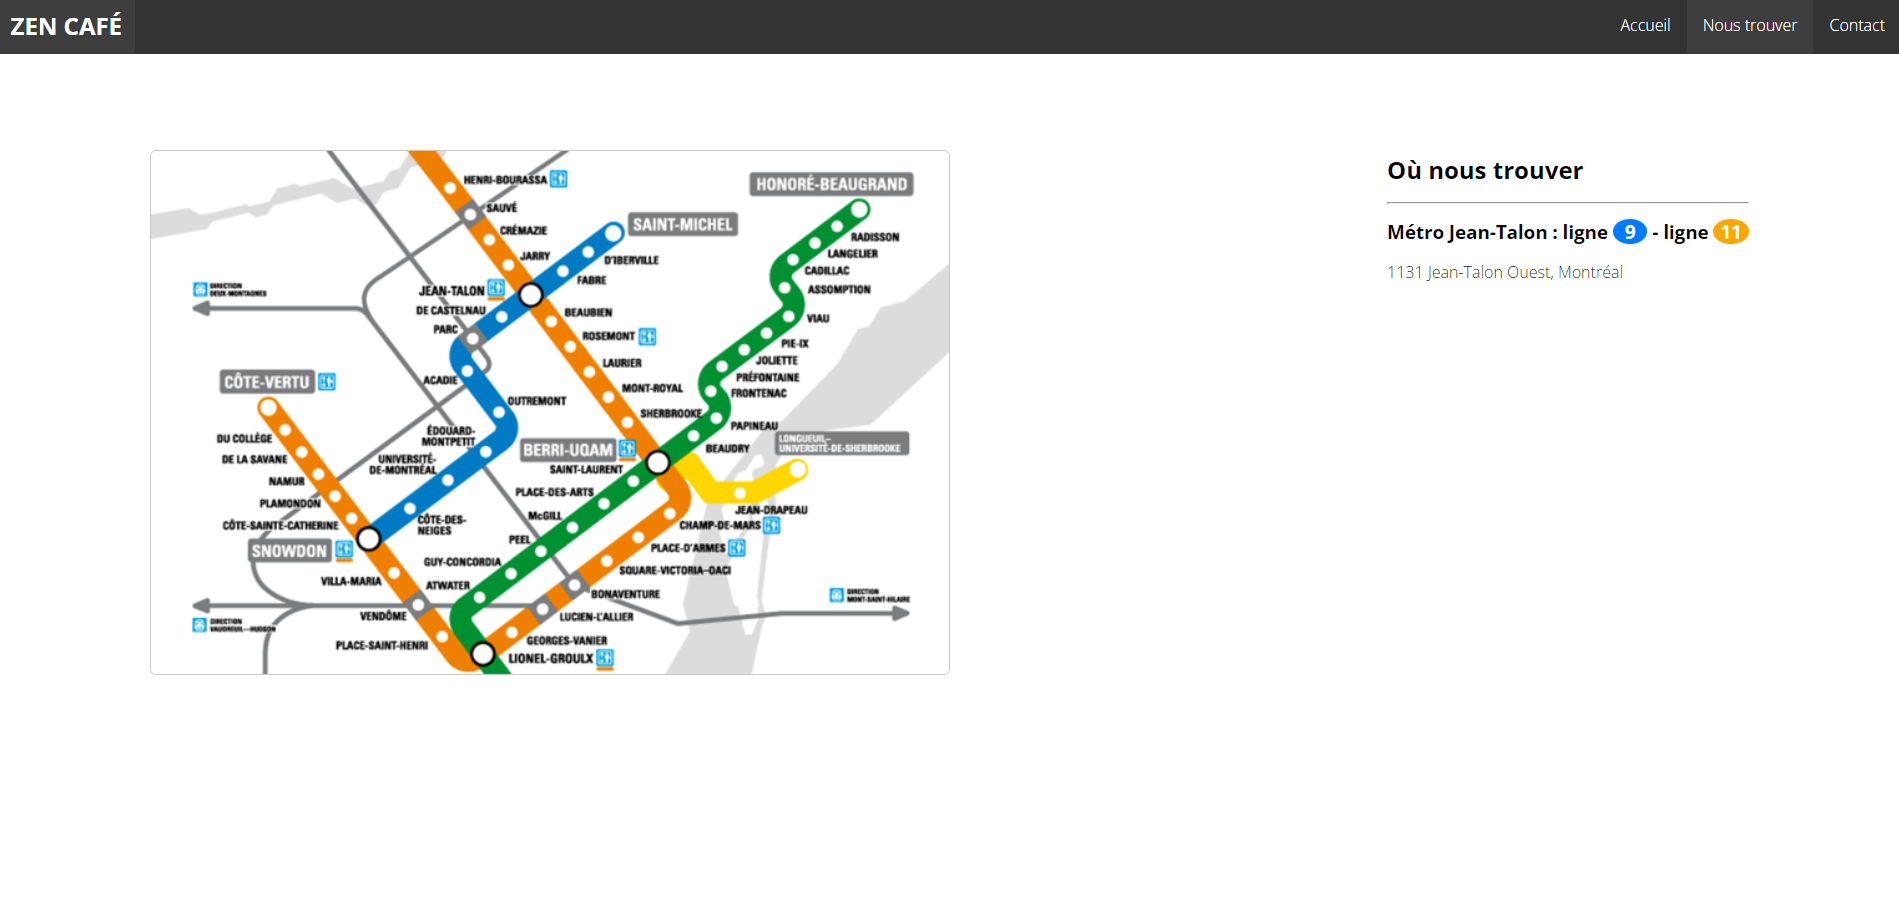 ZEN CAFÉ
Accueil
Nous trouver
Contact
HENRI-BOURASSA
SAUVÉ
CRÉMAZIE
JARRY
JEAN-TALON
DE CASTELNAU
PARC
ACADIE
OUTREMONT
ÉDOUARD-
MONTPETIT
UNIVERSITÉ-
DE-MONTRÉAL
CÔTE-DES-
NEIGES
SAINT-MICHEL
D'IBERVILLE
FABRE
BEAUBIEN
ROSEMONT
LAURIER
MONT-ROYAL
SHERBROOKE
BERRI-UQAM
HONORÉ-BEAUGRAND
RADISSON
LANGELIER
CADILLAC
ASSOMPTION
VIAU
PIE-IX
JOLIETTE
PRÉFONTAINE
FRONTENAC
PAPINEAU
BEAUDRY
LONGUEUIL–
UNIVERSITÉ-DE-SHERBROOKE
JEAN-DRAPEAU
CHAMP-DE-MARS
PLACE-D'ARMES
SQUARE-VICTORIA–OACI
BONAVENTURE
LUCIEN-L'ALLIER
GEORGES-VANIER
LIONEL-GROULX
SAINT-LAURENT
PLACE-DES-ARTS
McGILL
PEEL
GUY-CONCORDIA
ATWATER
CÔTE-VERTU
DU COLLÈGE
DE LA SAVANE
NAMUR
PLAMONDON
CÔTE-SAINTE-CATHERINE
SNOWDON
VILLA-MARIA
VENDÔME
PLACE-SAINT-HENRI
DIRECTION
DEUX-MONTAGNES
DIRECTION
VAUDREUIL–HUDSON
DIRECTION
MONT-SAINT-HILAIRE
Où nous trouver
Métro Jean-Talon : ligne 9 - ligne 11
1131 Jean-Talon Ouest, Montréal